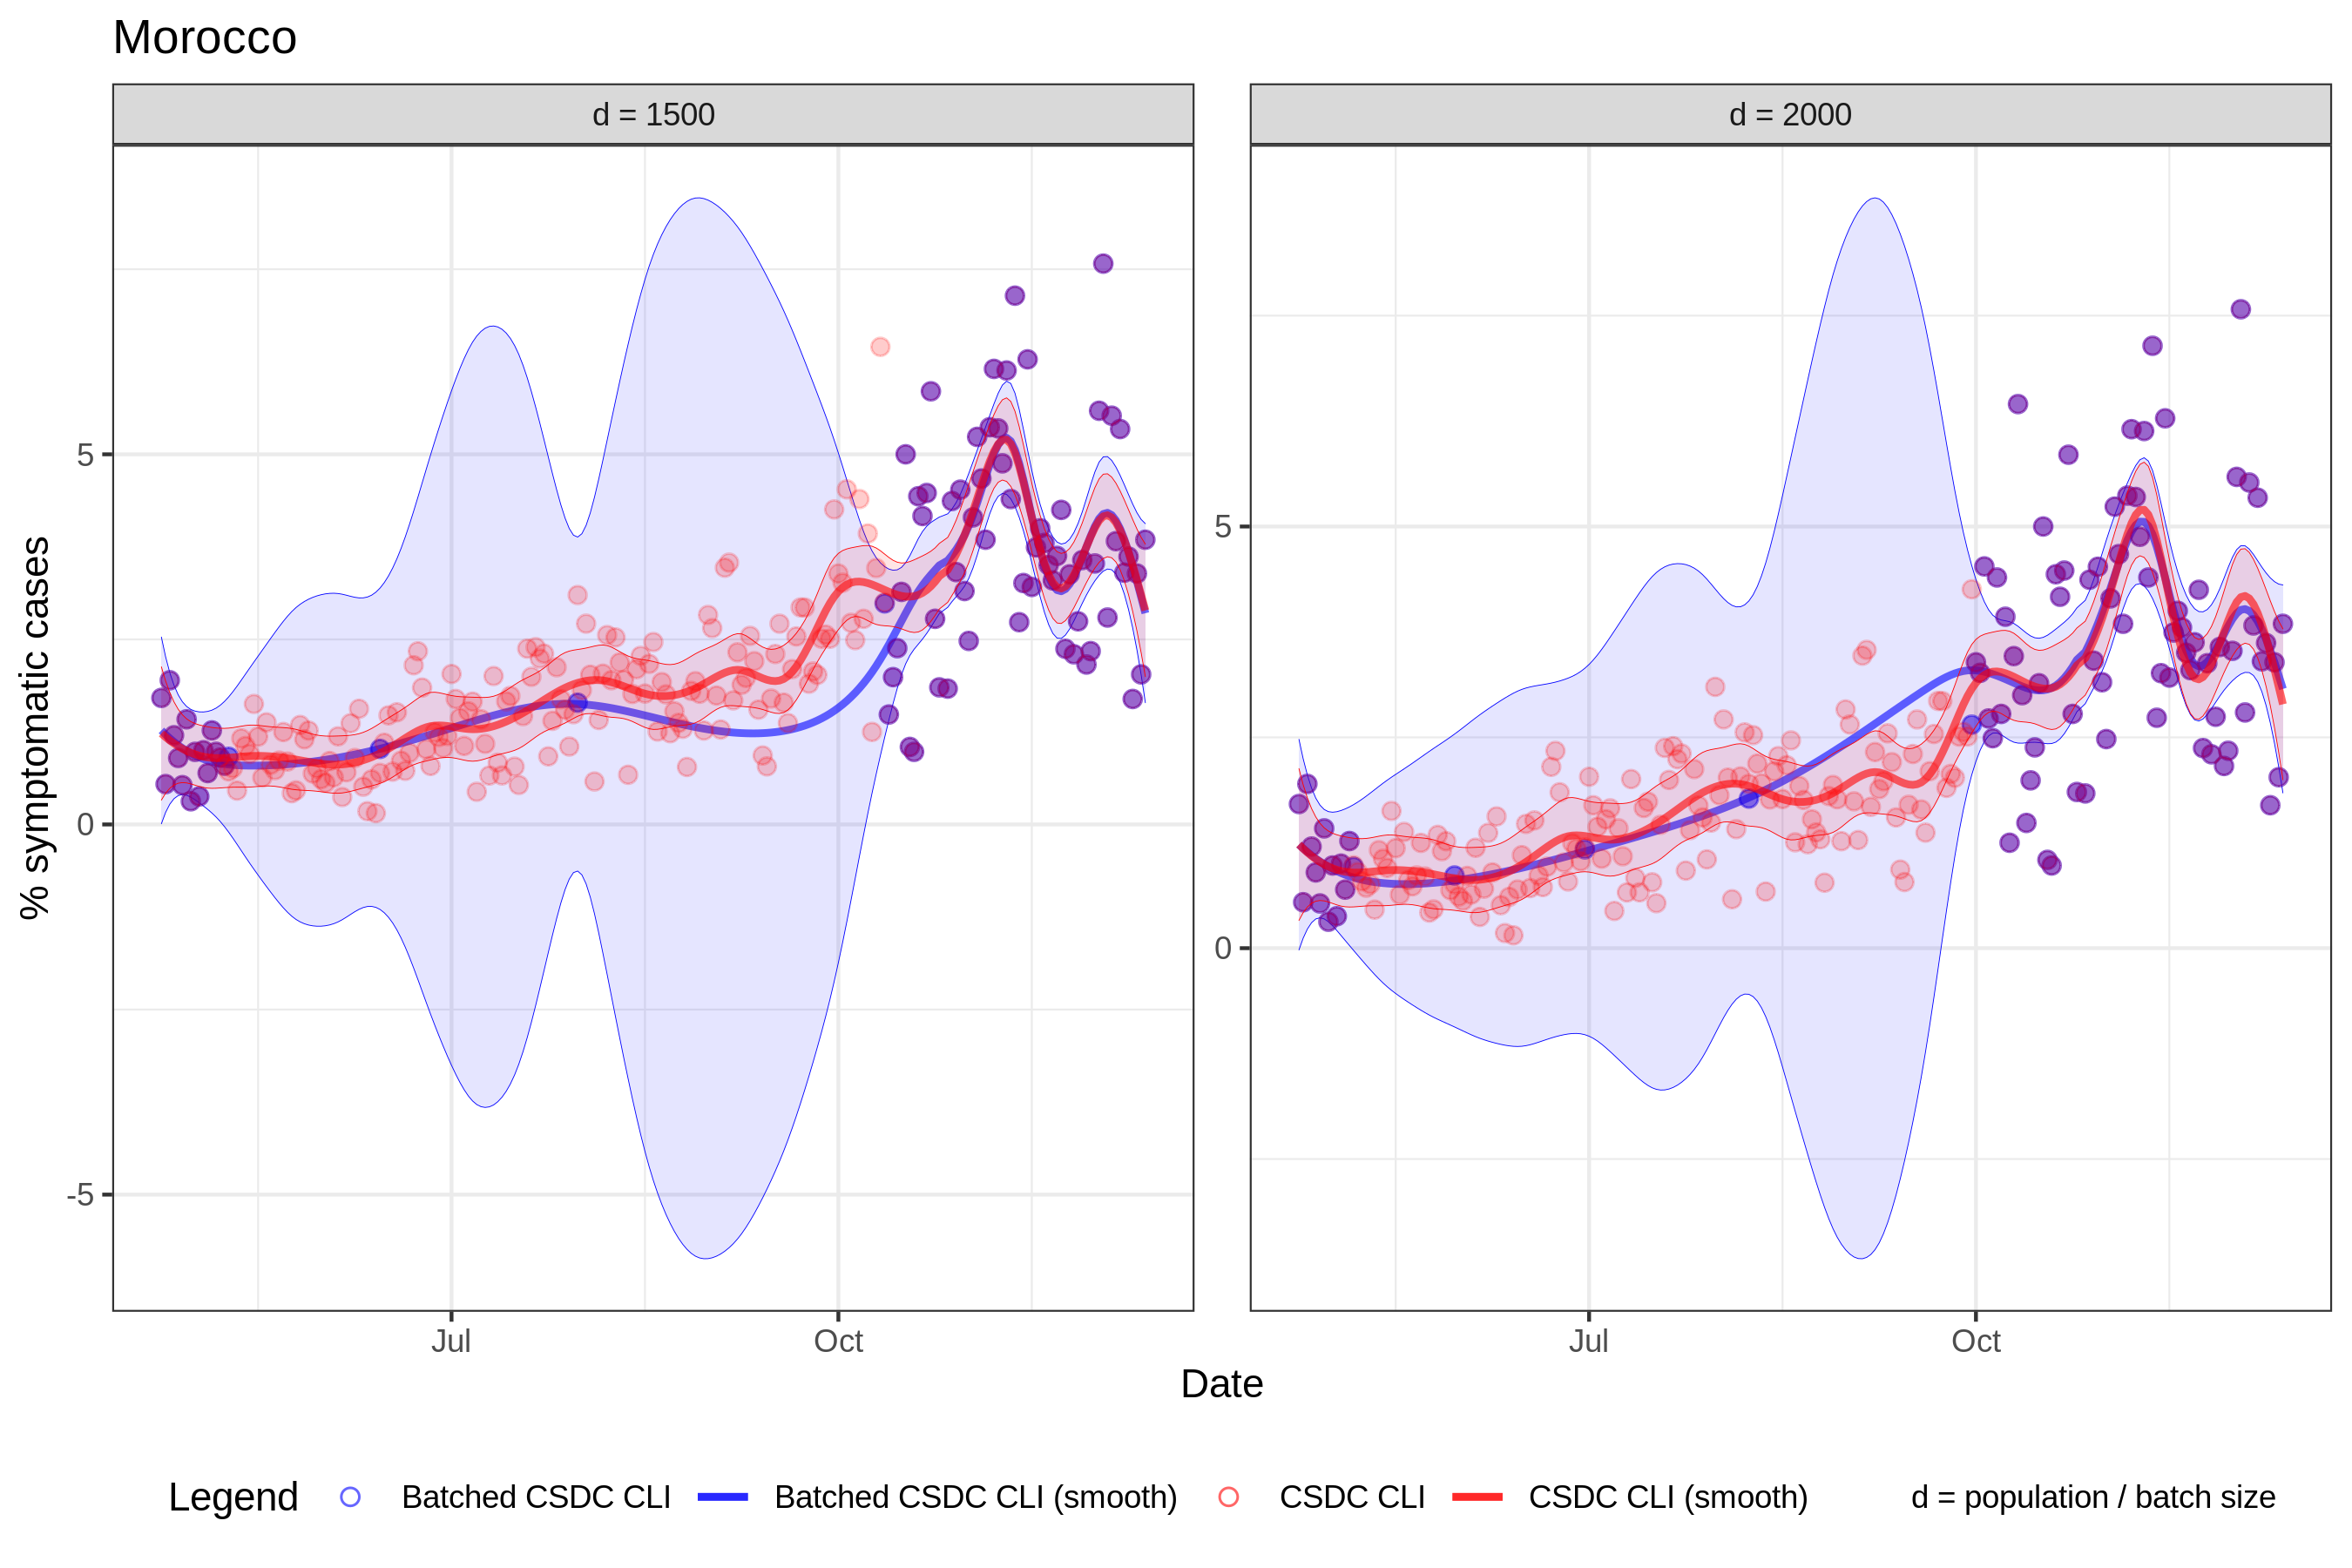 Morocco
d = 1500
d = 2000
% symptomatic cases
5
0
-5
5
0
Jul
Oct
Jul
Oct
Date
Legend
Batched CSDC CLI
Batched CSDC CLI (smooth)
CSDC CLI
CSDC CLI (smooth)
d = population / batch size